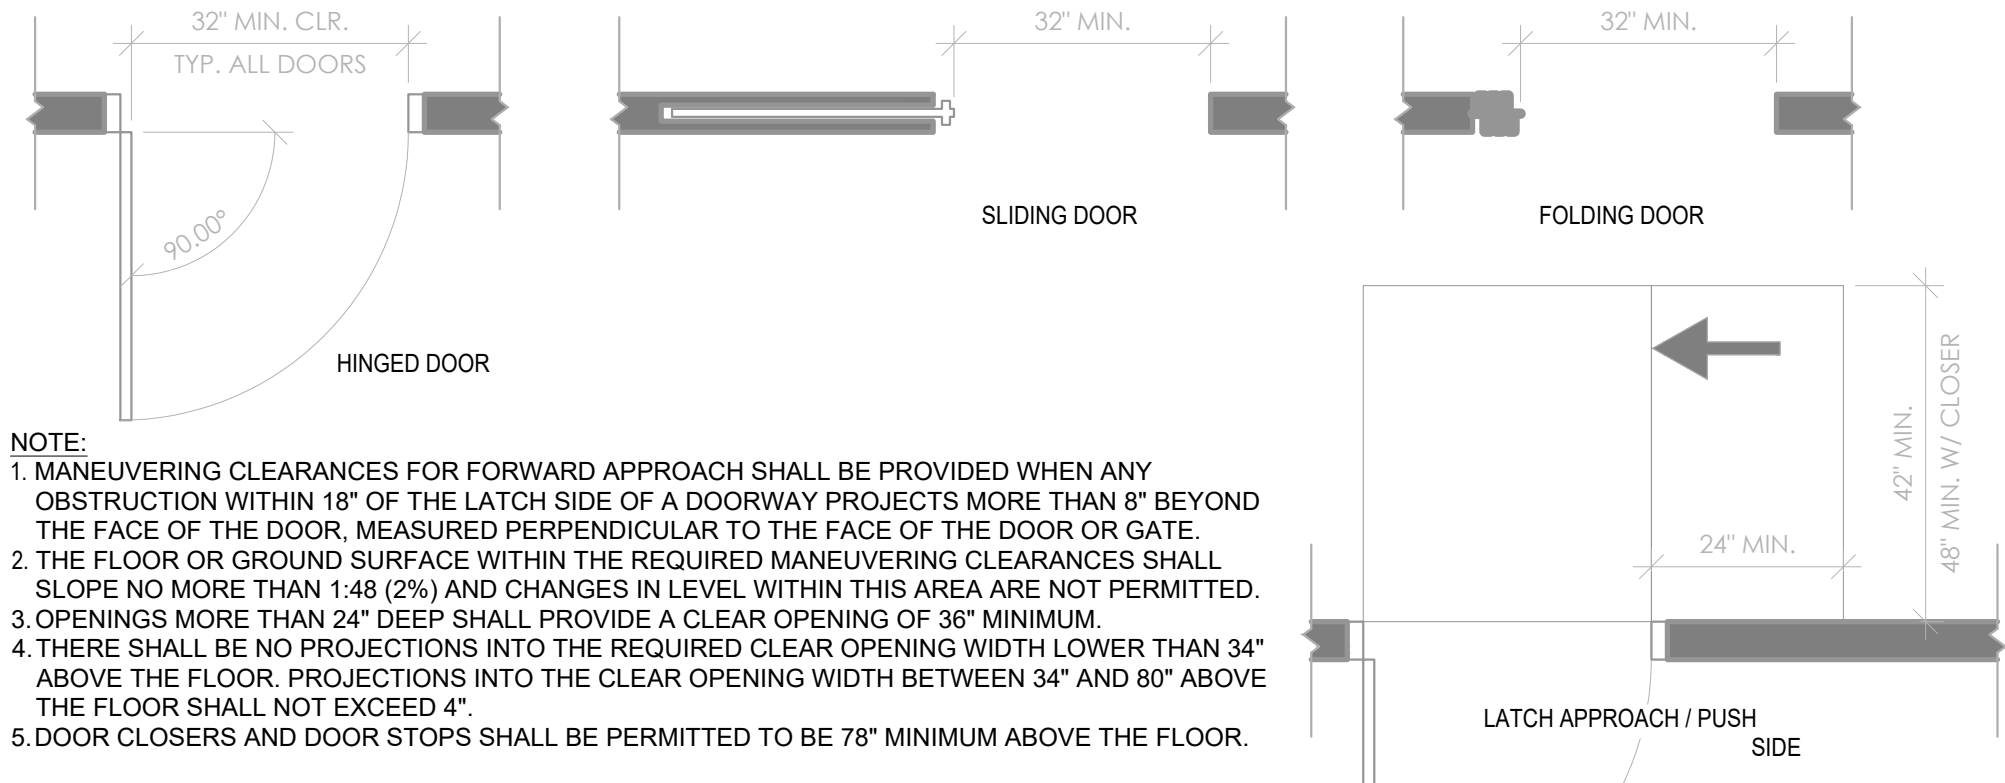 32" MIN. CLR.
TYP. ALL DOORS
90.00°
HINGED DOOR
32" MIN.
SLIDING DOOR
32" MIN.
FOLDING DOOR
NOTE:
1. MANEUVERING CLEARANCES FOR FORWARD APPROACH SHALL BE PROVIDED WHEN ANY
OBSTRUCTION WITHIN 18" OF THE LATCH SIDE OF A DOORWAY PROJECTS MORE THAN 8" BEYOND
THE FACE OF THE DOOR, MEASURED PERPENDICULAR TO THE FACE OF THE DOOR OR GATE.
2. THE FLOOR OR GROUND SURFACE WITHIN THE REQUIRED MANEUVERING CLEARANCES SHALL
SLOPE NO MORE THAN 1:48 (2%) AND CHANGES IN LEVEL WITHIN THIS AREA ARE NOT PERMITTED.
3. OPENINGS MORE THAN 24" DEEP SHALL PROVIDE A CLEAR OPENING OF 36" MINIMUM.
4. THERE SHALL BE NO PROJECTIONS INTO THE REQUIRED CLEAR OPENING WIDTH LOWER THAN 34"
ABOVE THE FLOOR. PROJECTIONS INTO THE CLEAR OPENING WIDTH BETWEEN 34" AND 80" ABOVE
THE FLOOR SHALL NOT EXCEED 4".
5. DOOR CLOSERS AND DOOR STOPS SHALL BE PERMITTED TO BE 78" MINIMUM ABOVE THE FLOOR.
42" MIN.
48" MIN. W/ CLOSER
24" MIN.
LATCH APPROACH / PUSH
SIDE